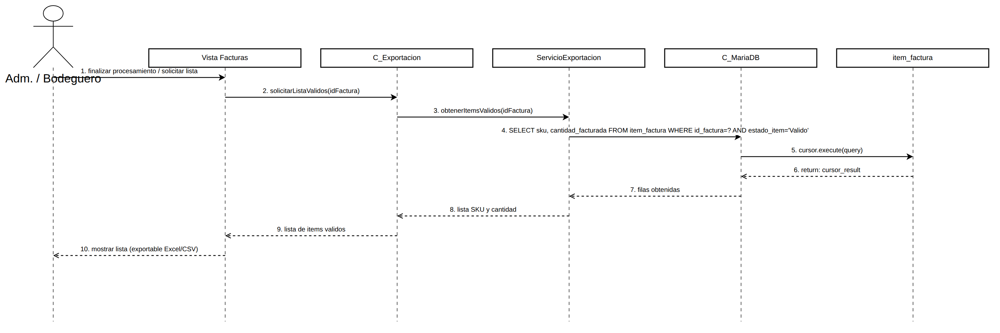 Vista Facturas
C_Exportacion
ServicioExportacion
C_MariaDB
item_factura
Adm. / Bodeguero
1. finalizar procesamiento / solicitar lista
2. solicitarListaValidos(idFactura)
3. obtenerItemsValidos(idFactura)
4. SELECT sku, cantidad_facturada FROM item_factura WHERE id_factura=? AND estado_item='Valido'
5. cursor.execute(query)
6. return: cursor_result
7. filas obtenidas
8. lista SKU y cantidad
9. lista de items validos
10. mostrar lista (exportable Excel/CSV)